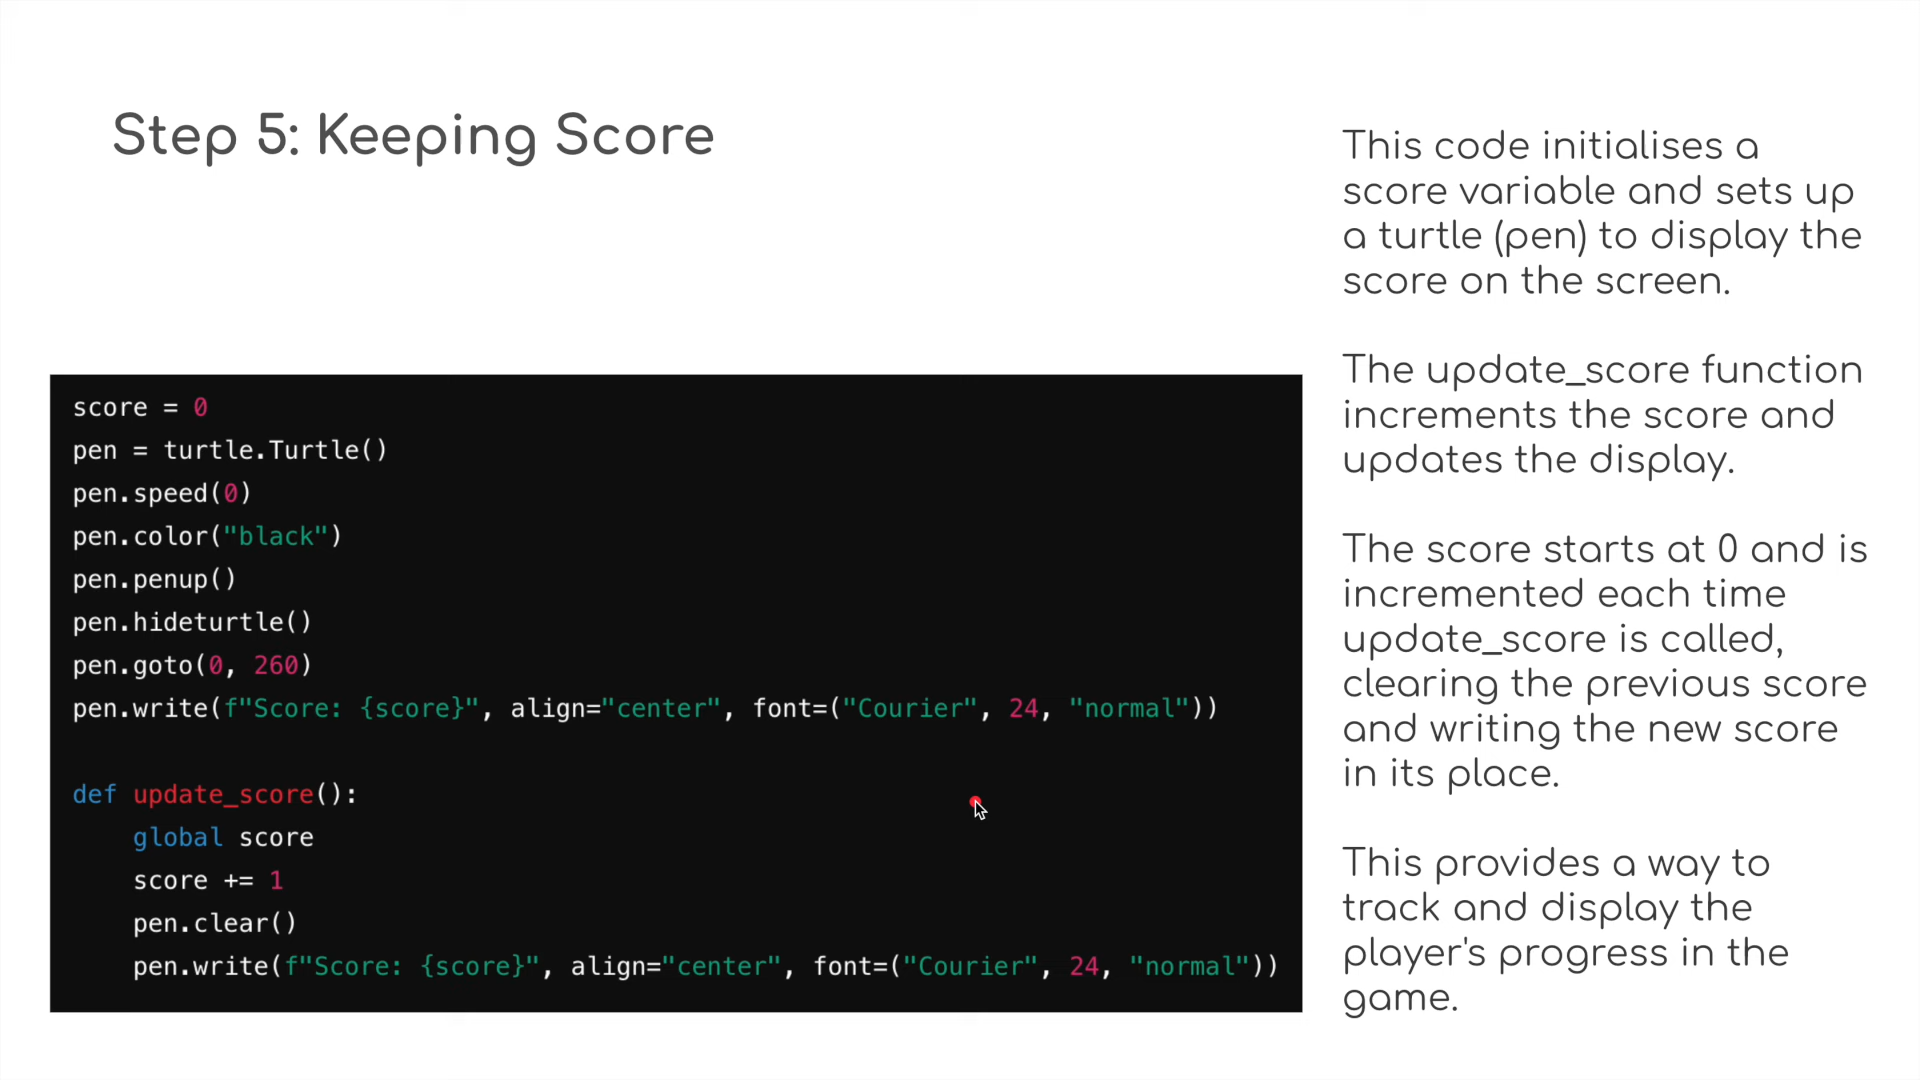 Step 5: Keeping Score
score = 0
pen = turtle.Turtle()
pen.speed(0)
pen.color("black")
pen.penup()
pen.hideturtle()
pen.goto(0, 260)
pen.write(f"Score: {score}", align="center", font=("Courier", 24, "normal"))
def update_score():
    global score
    score += 1
    pen.clear()
    pen.write(f"Score: {score}", align="center", font=("Courier", 24, "normal"))
This code initialises a
score variable and sets up
a turtle (pen) to display the
score on the screen.
The update_score function
increments the score and
updates the display.
The score starts at 0 and is
incremented each time
update_score is called,
clearing the previous score
and writing the new score
in its place.
This provides a way to
track and display the
player's progress in the
game.